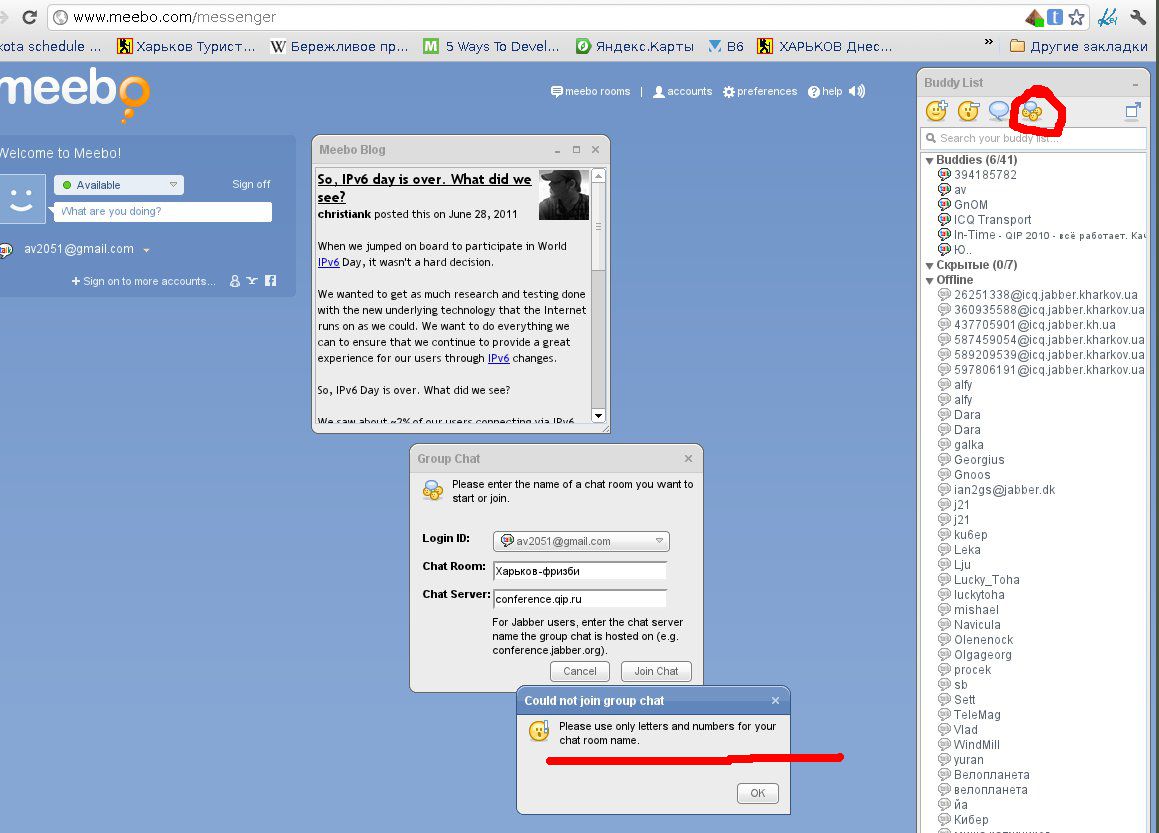 www.meebo.com/messenger
kota schedule ...
Харьков Турист...
Бережливое пр...
5 Ways To Devel...
Яндекс.Карты
В6
ХАРЬКОВ Днес...
»
Другие закладки
meebo
meebo rooms | accounts preferences help
Welcome to Meebo!
Available
Sign off
What are you doing?
av2051@gmail.com
+ Sign on to more accounts...
Meebo Blog
So, IPv6 day is over. What did we
see?
christiank posted this on June 28, 2011
When we jumped on board to participate in World
IPv6 Day, it wasn't a hard decision.
We wanted to get as much research and testing done
with the new underlying technology that the Internet
runs on as we could. We want to do everything we
can to ensure that we continue to provide a great
experience for our users through IPv6 changes.
So, IPv6 Day is over. What did we see?
We saw about ~2% of our users connecting via IPv6
Group Chat
Please enter the name of a chat room you want to
start or join.
Login ID:
av2051@gmail.com
Chat Room:
Харьков-фризби
Chat Server:
conference.qip.ru
For Jabber users, enter the chat server
name the group chat is hosted on (e.g.
conference.jabber.org).
Cancel
Join Chat
Could not join group chat
Please use only letters and numbers for your
chat room name.
OK
Buddy List
Search your buddy list...
Buddies (6/41)
394185782
av
GnOM
ICQ Transport
In-Time - QIP 2010 - всё работает. Кач
Ю..
Скрытые (0/7)
Offline
26251338@icq.jabber.kharkov.ua
360935588@icq.jabber.kharkov.ua
437705901@icq.jabber.kh.ua
587459054@icq.jabber.kharkov.ua
589209539@icq.jabber.kharkov.ua
597806191@icq.jabber.kharkov.ua
alfy
alfy
Dara
Dara
galka
Georgius
Gnoos
ian2gs@jabber.dk
j21
j21
ku6ep
Leka
Lju
Lucky_Toha
luckytoha
mishael
Navicula
Olenenock
Olgageorg
procek
sb
Sett
TeleMag
Vlad
WindMill
yuran
Велопланета
велопланета
йа
Кибер